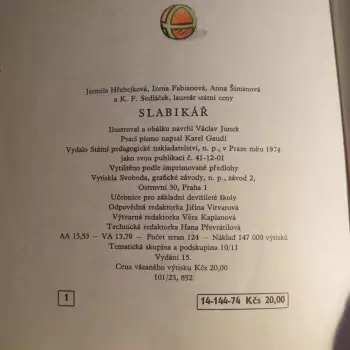 Jarmila Hřebejková, Irena Fabianová, Anna Šimanová
a K. F. Sedláček, laureát státní ceny
SLABIKÁŘ
Ilustroval a obálku navrhl Václav Junek
Psací písmo napsal Karel Gaudl
Vydalo Státní pedagogické nakladatelství, n. p., v Praze roku 1974
jako svou publikaci č. 41-12-01
Vytištěno podle imprimované předlohy
Vytiskla Svoboda, grafické závody, n. p., závod 2,
Ostrovní 30, Praha 1
Učebnice pro základní devítileté školy
Odpovědná redaktorka Jiřina Vitvarová
Výtvarné redaktorka Věra Kaplanová
Technická redaktorka Hana Převrátilová
AA 13,53 — VA 13,79 — Počet stran 124 — Náklad 147 000 výtisků
Tematická skupina a podskupina 10/11
Vydání 15.
Cena vázaného výtisku Kčs 20,00
101/23, 852
1
14-144-74 Kčs 20,00